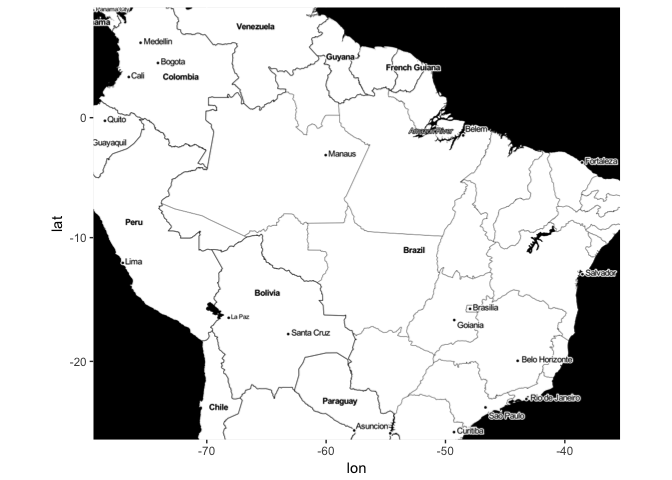 Panama City
ama
Venezuela
Medellin
Bogota
Cali
Colombia
Guyana
French Guiana
Quito
Guayaquil
Amazon River
Belem
Manaus
Fortaleza
Peru
Brazil
Lima
Salvador
Bolivia
La Paz
Brasilia
Goiania
Santa Cruz
Belo Horizonte
Chile
Paraguay
Rio de Janeiro
Sao Paulo
Asuncion
Curitiba
0
-10
-20
lat
-70
-60
-50
-40
lon